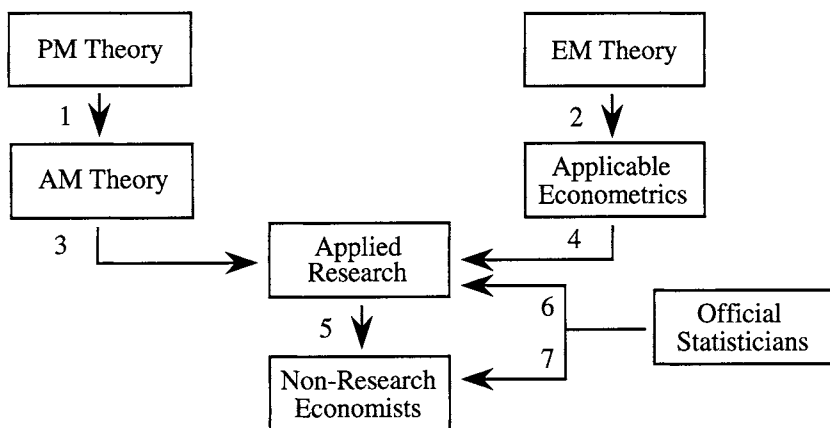 PM Theory
EM Theory
1
2
AM Theory
Applicable
Econometrics
3
4
Applied
Research
6
Official
Statisticians
5
7
Non-Research
Economists